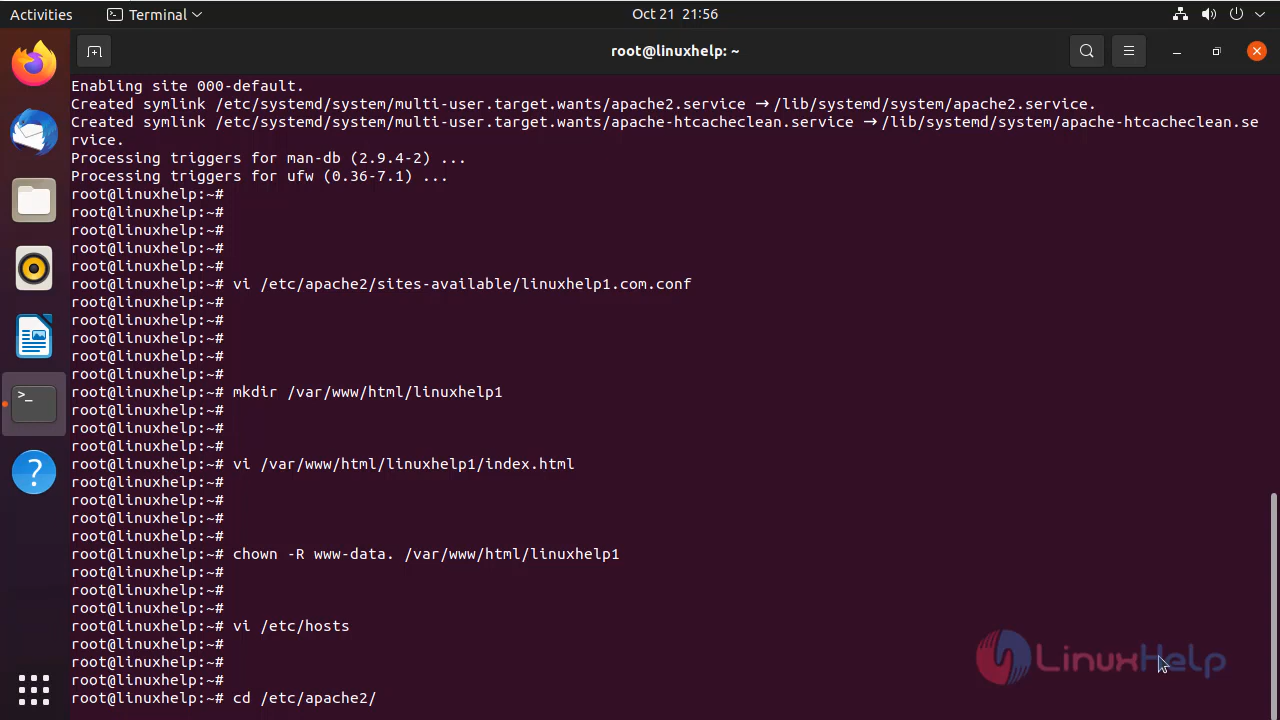 Activities
Terminal
Oct 21 21:56
root@linuxhelp: ~
Enabling site 000-default.
Created symlink /etc/systemd/system/multi-user.target.wants/apache2.service → /lib/systemd/system/apache2.service.
Created symlink /etc/systemd/system/multi-user.target.wants/apache-htcacheclean.service → /lib/systemd/system/apache-htcacheclean.se
rvice.
Processing triggers for man-db (2.9.4-2) ...
Processing triggers for ufw (0.36-7.1) ...
root@linuxhelp:~#
root@linuxhelp:~#
root@linuxhelp:~#
root@linuxhelp:~#
root@linuxhelp:~#
root@linuxhelp:~# vi /etc/apache2/sites-available/linuxhelp1.com.conf
root@linuxhelp:~#
root@linuxhelp:~#
root@linuxhelp:~#
root@linuxhelp:~#
root@linuxhelp:~#
root@linuxhelp:~# mkdir /var/www/html/linuxhelp1
root@linuxhelp:~#
root@linuxhelp:~#
root@linuxhelp:~#
root@linuxhelp:~# vi /var/www/html/linuxhelp1/index.html
root@linuxhelp:~#
root@linuxhelp:~#
root@linuxhelp:~#
root@linuxhelp:~#
root@linuxhelp:~# chown -R www-data. /var/www/html/linuxhelp1
root@linuxhelp:~#
root@linuxhelp:~#
root@linuxhelp:~#
root@linuxhelp:~# vi /etc/hosts
root@linuxhelp:~#
root@linuxhelp:~#
root@linuxhelp:~#
root@linuxhelp:~# cd /etc/apache2/
LinuxHelp